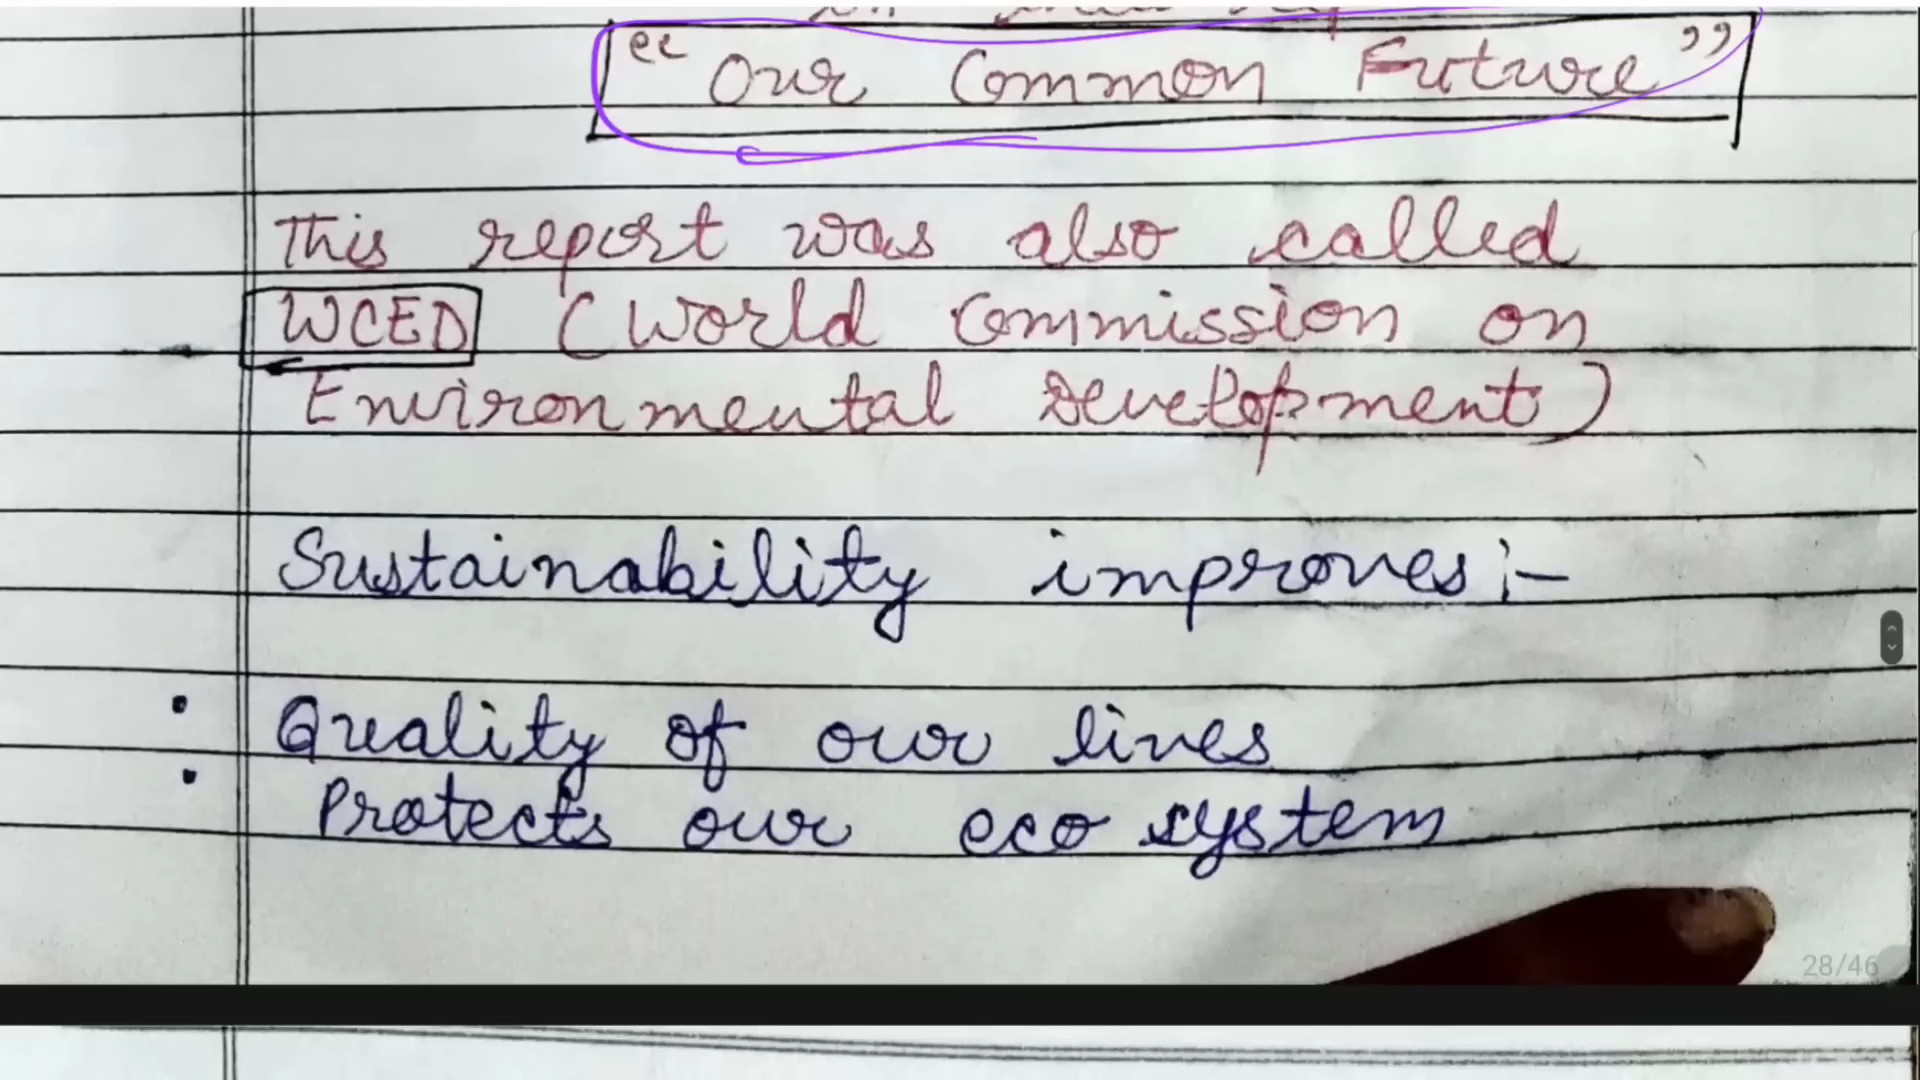 “Our Common Future”
This report was also called
WCED (World Commission on
Environmental Development)
Sustainability improves:-
Quality of our lives
Protects our eco system
28/46